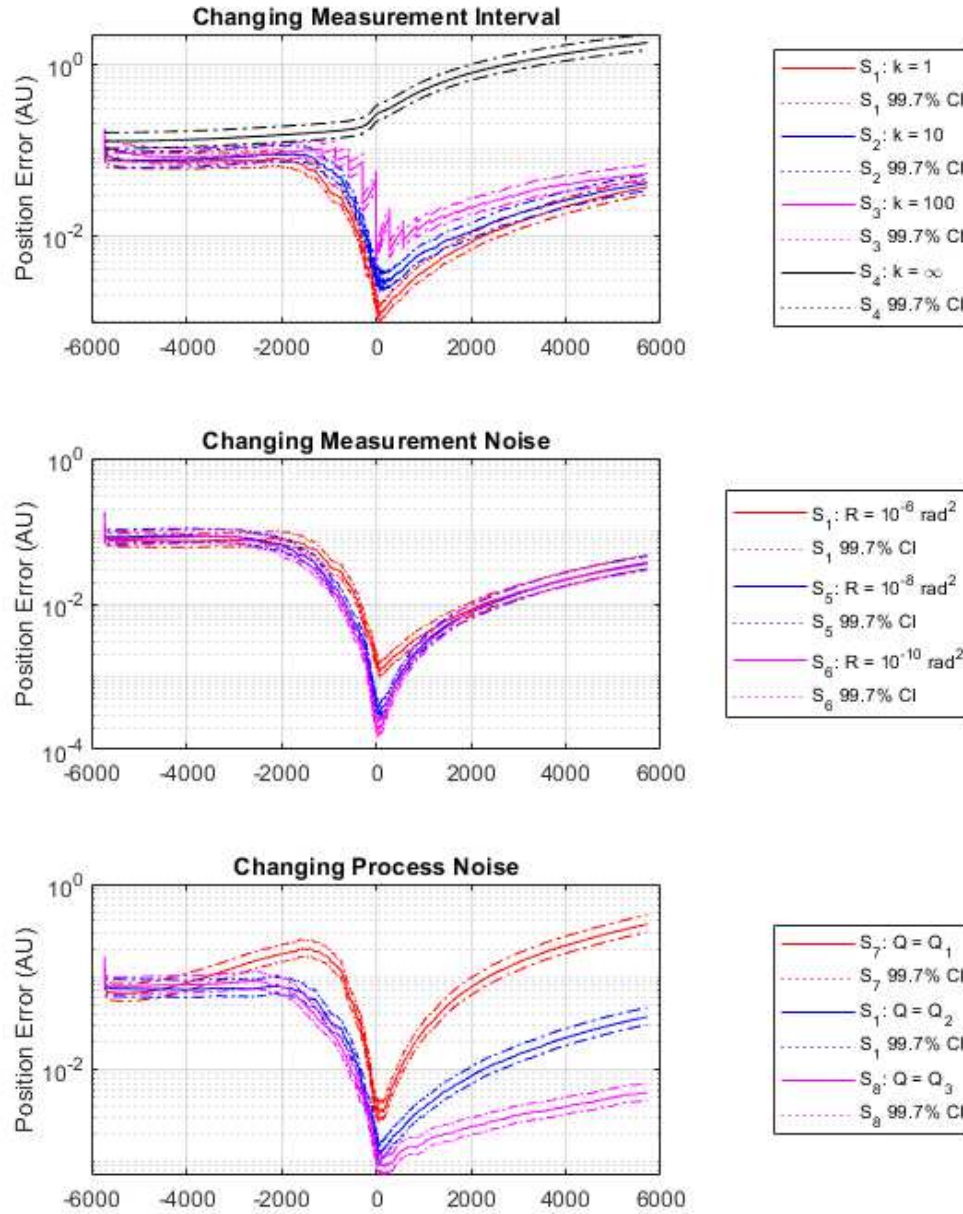 Changing Measurement Interval
Position Error (AU)
10^0
10^-2
-6000 -4000 -2000 0 2000 4000 6000
S_1: k = 1
S_1 99.7% CI
S_2: k = 10
S_2 99.7% CI
S_3: k = 100
S_3 99.7% CI
S_4: k = ∞
S_4 99.7% CI
Changing Measurement Noise
Position Error (AU)
10^0
10^-2
10^-4
-6000 -4000 -2000 0 2000 4000 6000
S_1: R = 10^-6 rad^2
S_1 99.7% CI
S_5: R = 10^-8 rad^2
S_5 99.7% CI
S_6: R = 10^-10 rad^2
S_6 99.7% CI
Changing Process Noise
Position Error (AU)
10^0
10^-2
-6000 -4000 -2000 0 2000 4000 6000
S_7: Q = Q_1
S_7 99.7% CI
S_1: Q = Q_2
S_1 99.7% CI
S_8: Q = Q_3
S_8 99.7% CI